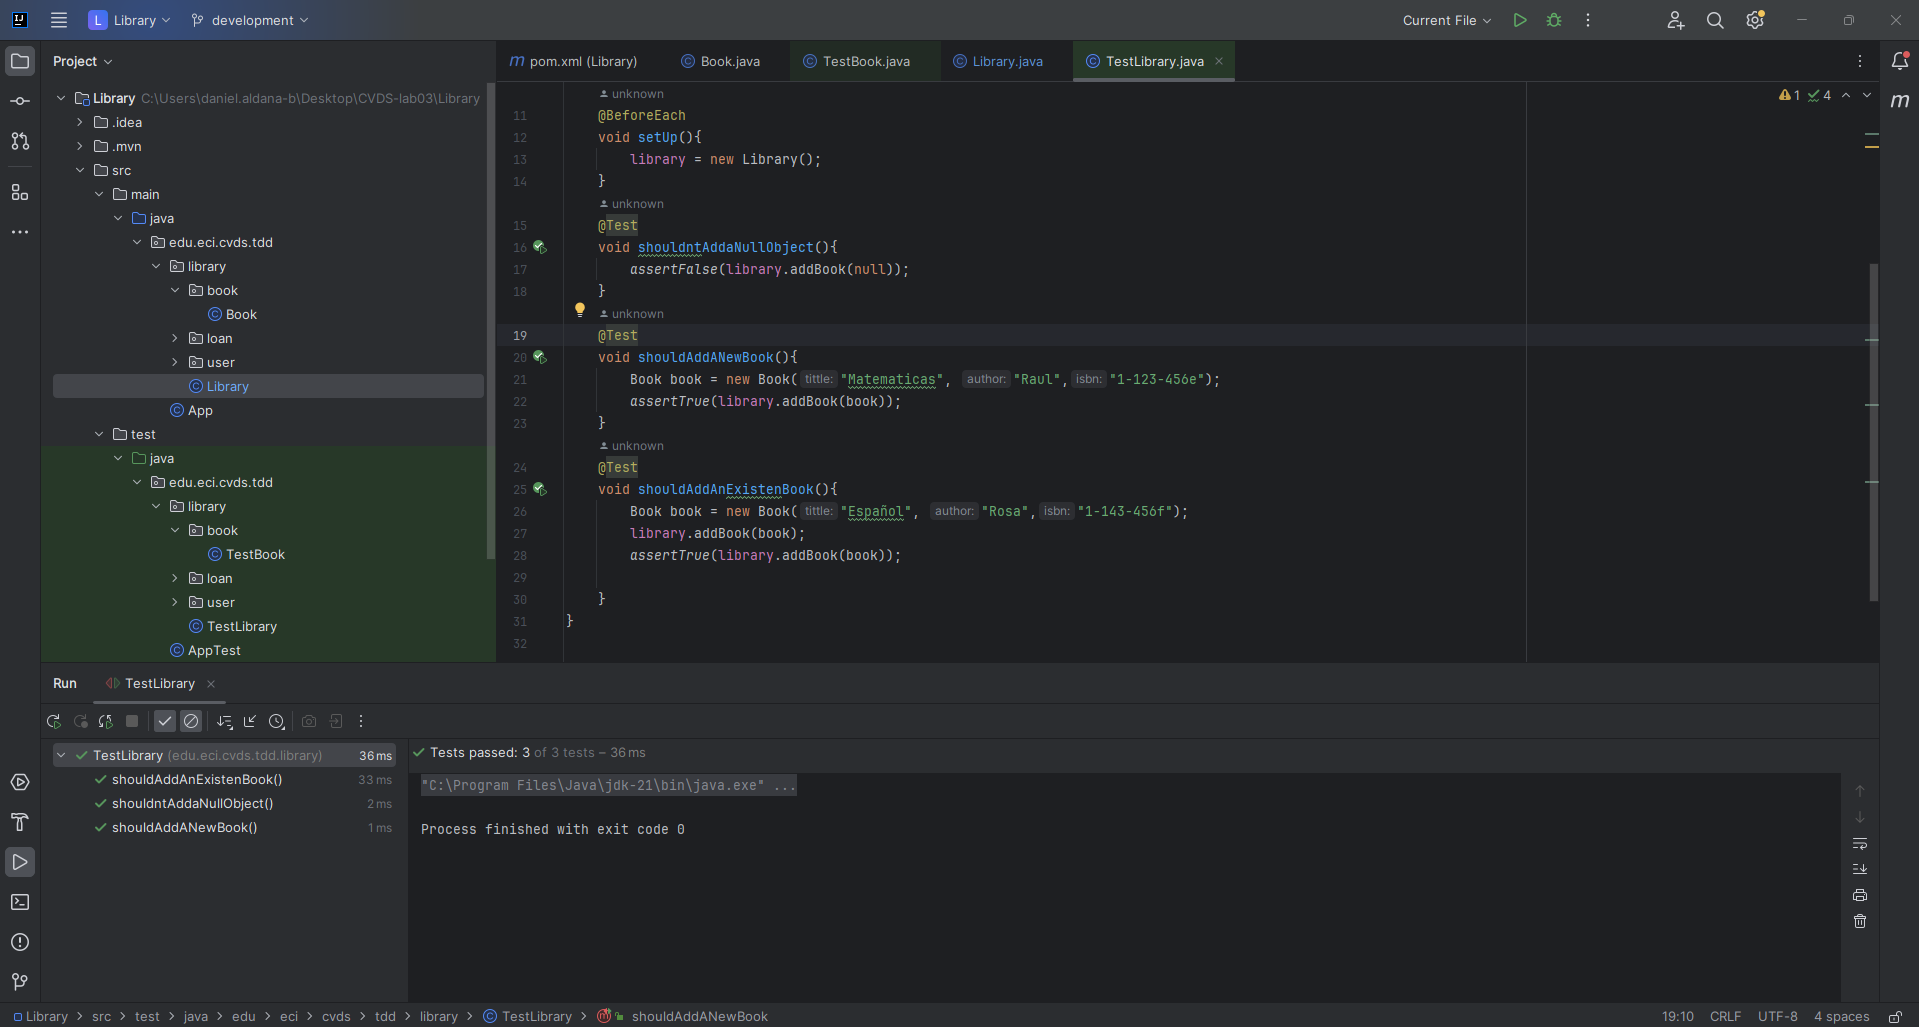 IJ
L Library
development
Current File
Project
pom.xml (Library)
Book.java
TestBook.java
Library.java
TestLibrary.java
Library C:\Users\daniel.aldana-b\Desktop\CVDS-lab03\Library
.idea
.mvn
src
main
java
edu.eci.cvds.tdd
library
book
Book
loan
user
Library
App
test
java
edu.eci.cvds.tdd
library
book
TestBook
loan
user
TestLibrary
AppTest
1 4
unknown
11 @BeforeEach
12 void setUp(){
13 library = new Library();
14 }
unknown
15 @Test
16 void shouldntAddaNullObject(){
17 assertFalse(library.addBook(null));
18 }
unknown
19 @Test
20 void shouldAddANewBook(){
21 Book book = new Book( tittle: "Matematicas", author: "Raul", isbn: "1-123-456e");
22 assertTrue(library.addBook(book));
23 }
unknown
24 @Test
25 void shouldAddAnExistenBook(){
26 Book book = new Book( tittle: "Español", author: "Rosa", isbn: "1-143-456f");
27 library.addBook(book);
28 assertTrue(library.addBook(book));
29
30 }
31 }
32
Run
TestLibrary
TestLibrary (edu.eci.cvds.tdd.library) 36 ms
shouldAddAnExistenBook() 33 ms
shouldntAddaNullObject() 2 ms
shouldAddANewBook() 1 ms
Tests passed: 3 of 3 tests – 36 ms
"C:\Program Files\Java\jdk-21\bin\java.exe" ...
Process finished with exit code 0
Library > src > test > java > edu > eci > cvds > tdd > library > TestLibrary > shouldAddANewBook
19:10 CRLF UTF-8 4 spaces